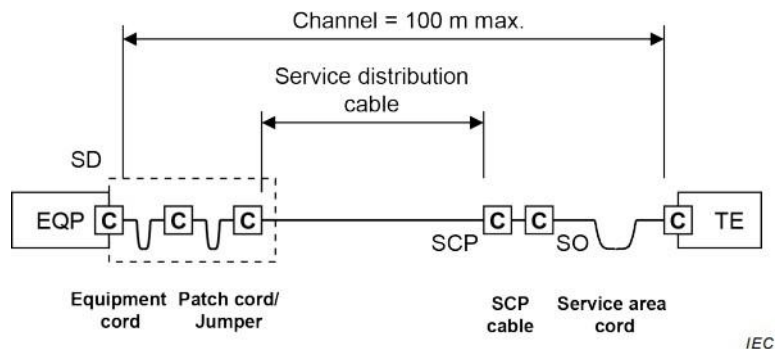 Channel = 100 m max.
Service distribution
cable
SD
EQP C C C C C C TE
SCP SO
Equipment Patch cord/ SCP Service area
cord Jumper cable cord
IEC